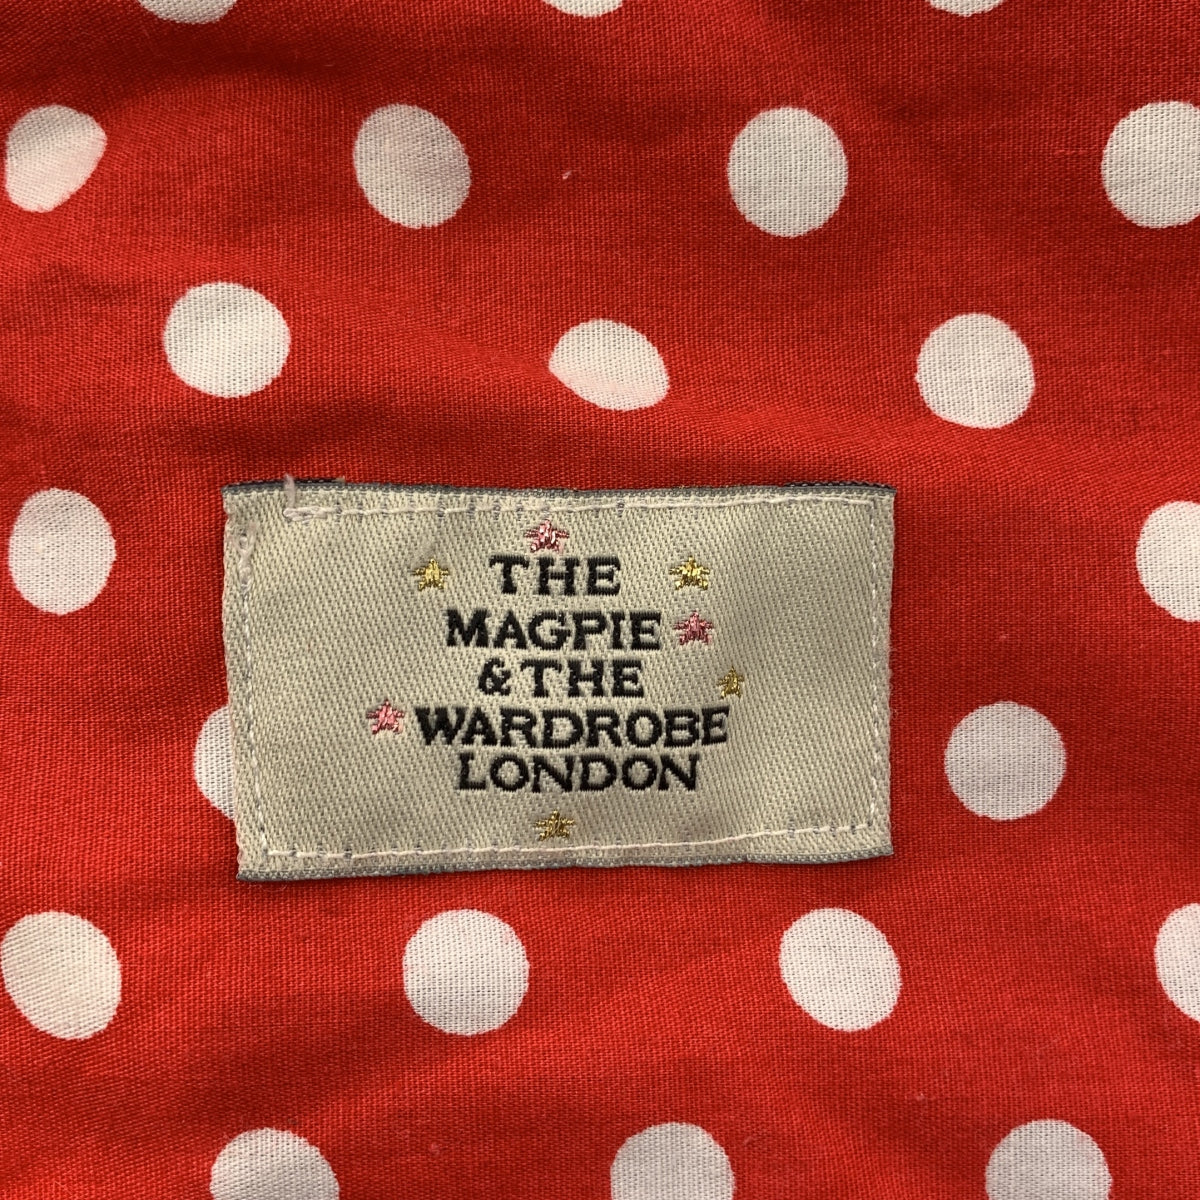 THE
MAGPIE
& THE
WARDROBE
LONDON